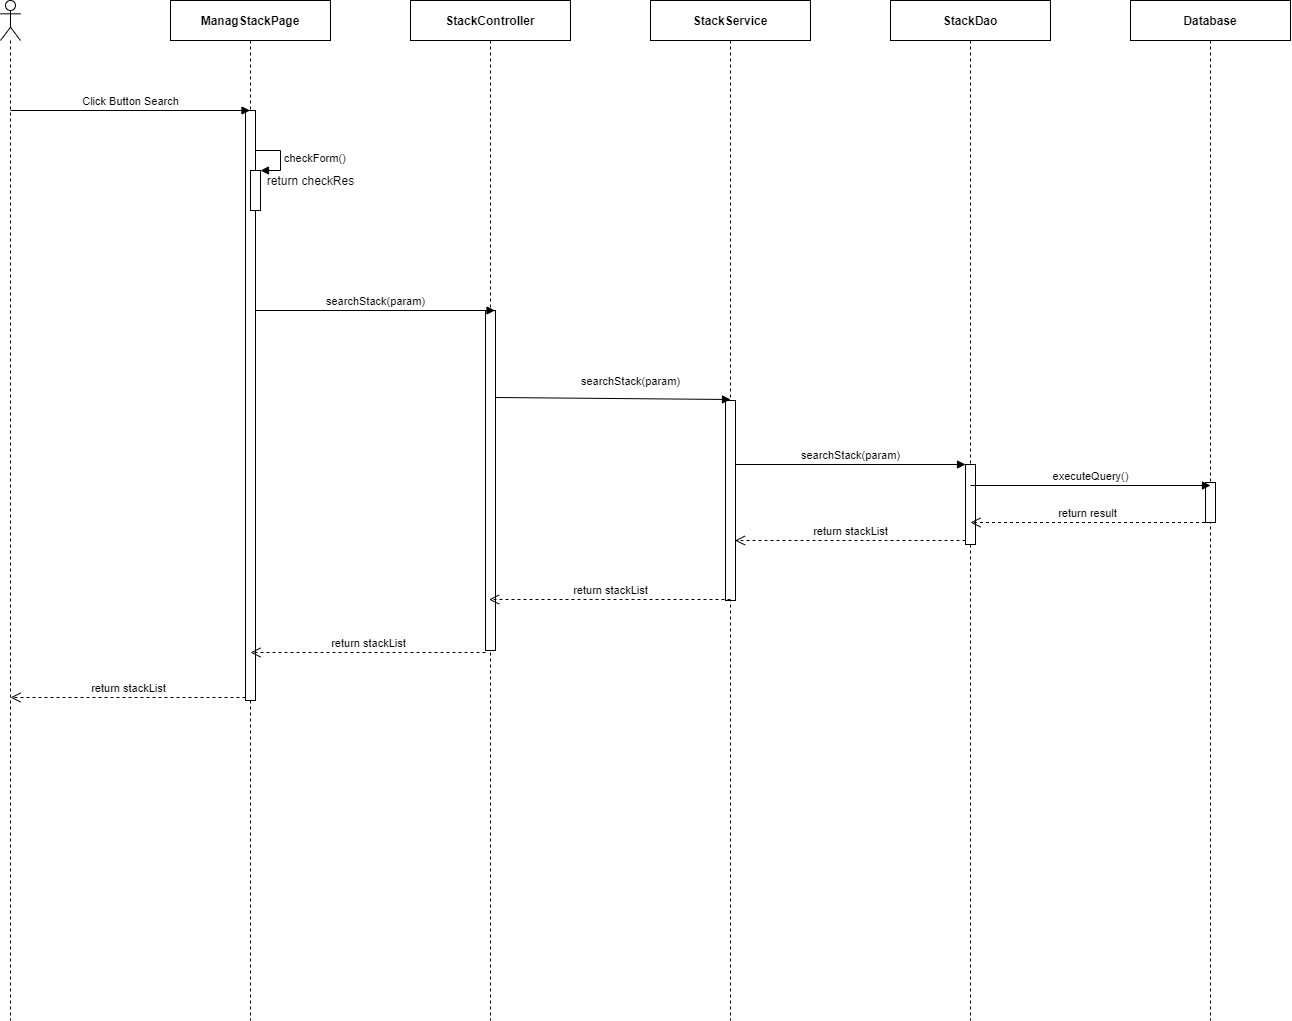 ManagStackPage
StackController
StackService
StackDao
Database
Click Button Search
checkForm()
return checkRes
searchStack(param)
searchStack(param)
searchStack(param)
executeQuery()
return result
return stackList
return stackList
return stackList
return stackList